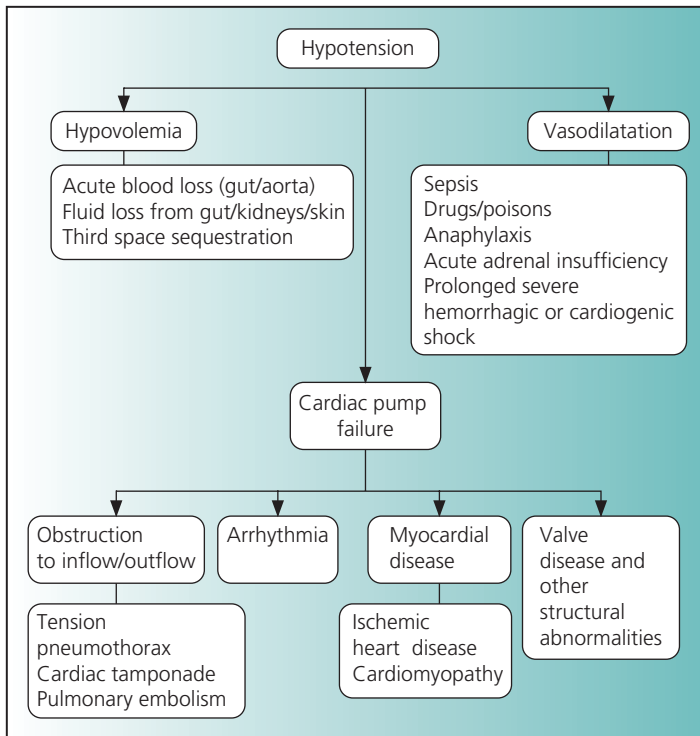 Hypotension
Hypovolemia
Acute blood loss (gut/aorta)
Fluid loss from gut/kidneys/skin
Third space sequestration
Vasodilatation
Sepsis
Drugs/poisons
Anaphylaxis
Acute adrenal insufficiency
Prolonged severe
hemorrhagic or cardiogenic
shock
Cardiac pump
failure
Obstruction
to inflow/outflow
Tension
pneumothorax
Cardiac tamponade
Pulmonary embolism
Arrhythmia
Myocardial
disease
Ischemic
heart disease
Cardiomyopathy
Valve
disease and
other
structural
abnormalities